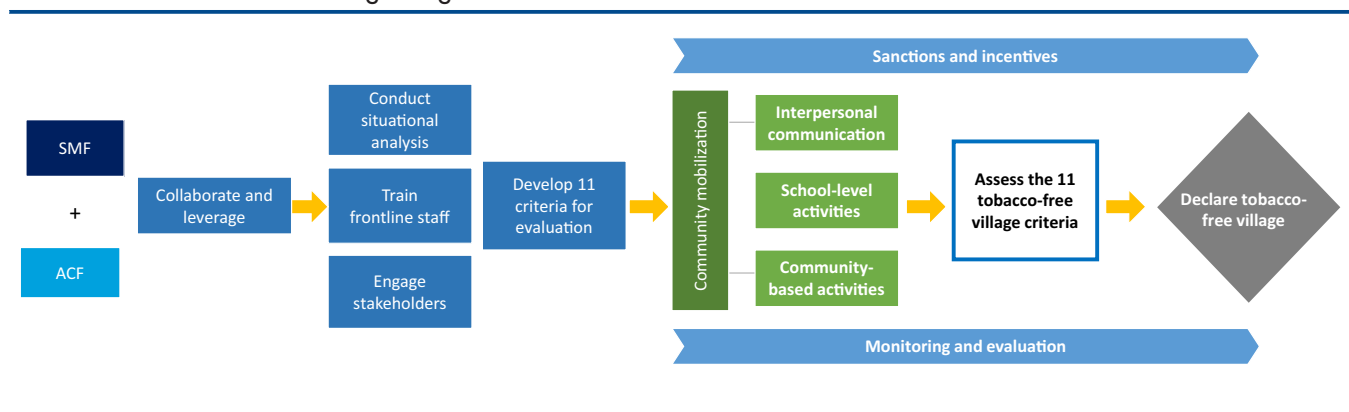 Sanctions and incentives
SMF
+
ACF
Collaborate and
leverage
Conduct
situational
analysis
Train
frontline staff
Engage
stakeholders
Develop 11
criteria for
evaluation
Community mobilization
Interpersonal
communication
School-level
activities
Community-
based activities
Assess the 11
tobacco-free
village criteria
Declare tobacco-
free village
Monitoring and evaluation